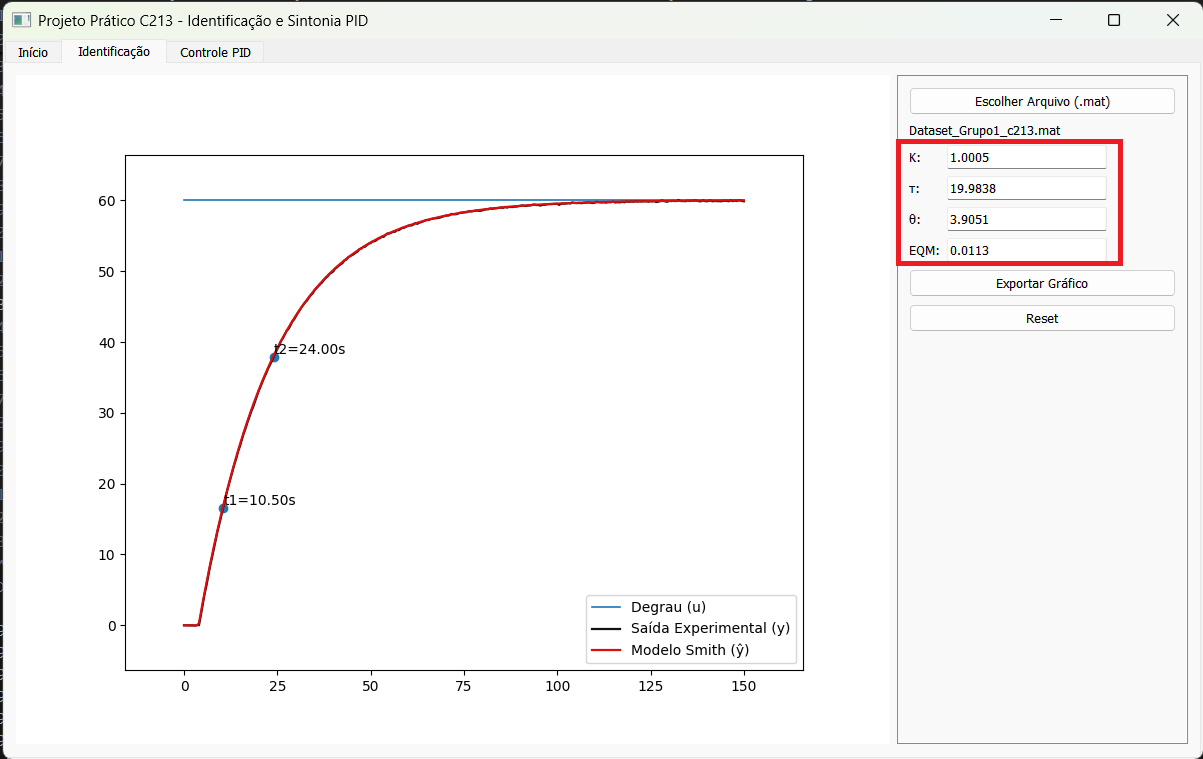 Projeto Prático C213 - Identificação e Sintonia PID
Início
Identificação
Controle PID
60
50
40
30
20
10
0
t2=24.00s
t1=10.50s
Degrau (u)
Saída Experimental (y)
Modelo Smith (ŷ)
0
25
50
75
100
125
150
Escolher Arquivo (.mat)
Dataset_Grupo1_c213.mat
K: 1.0005
τ: 19.9838
θ: 3.9051
EQM: 0.0113
Exportar Gráfico
Reset